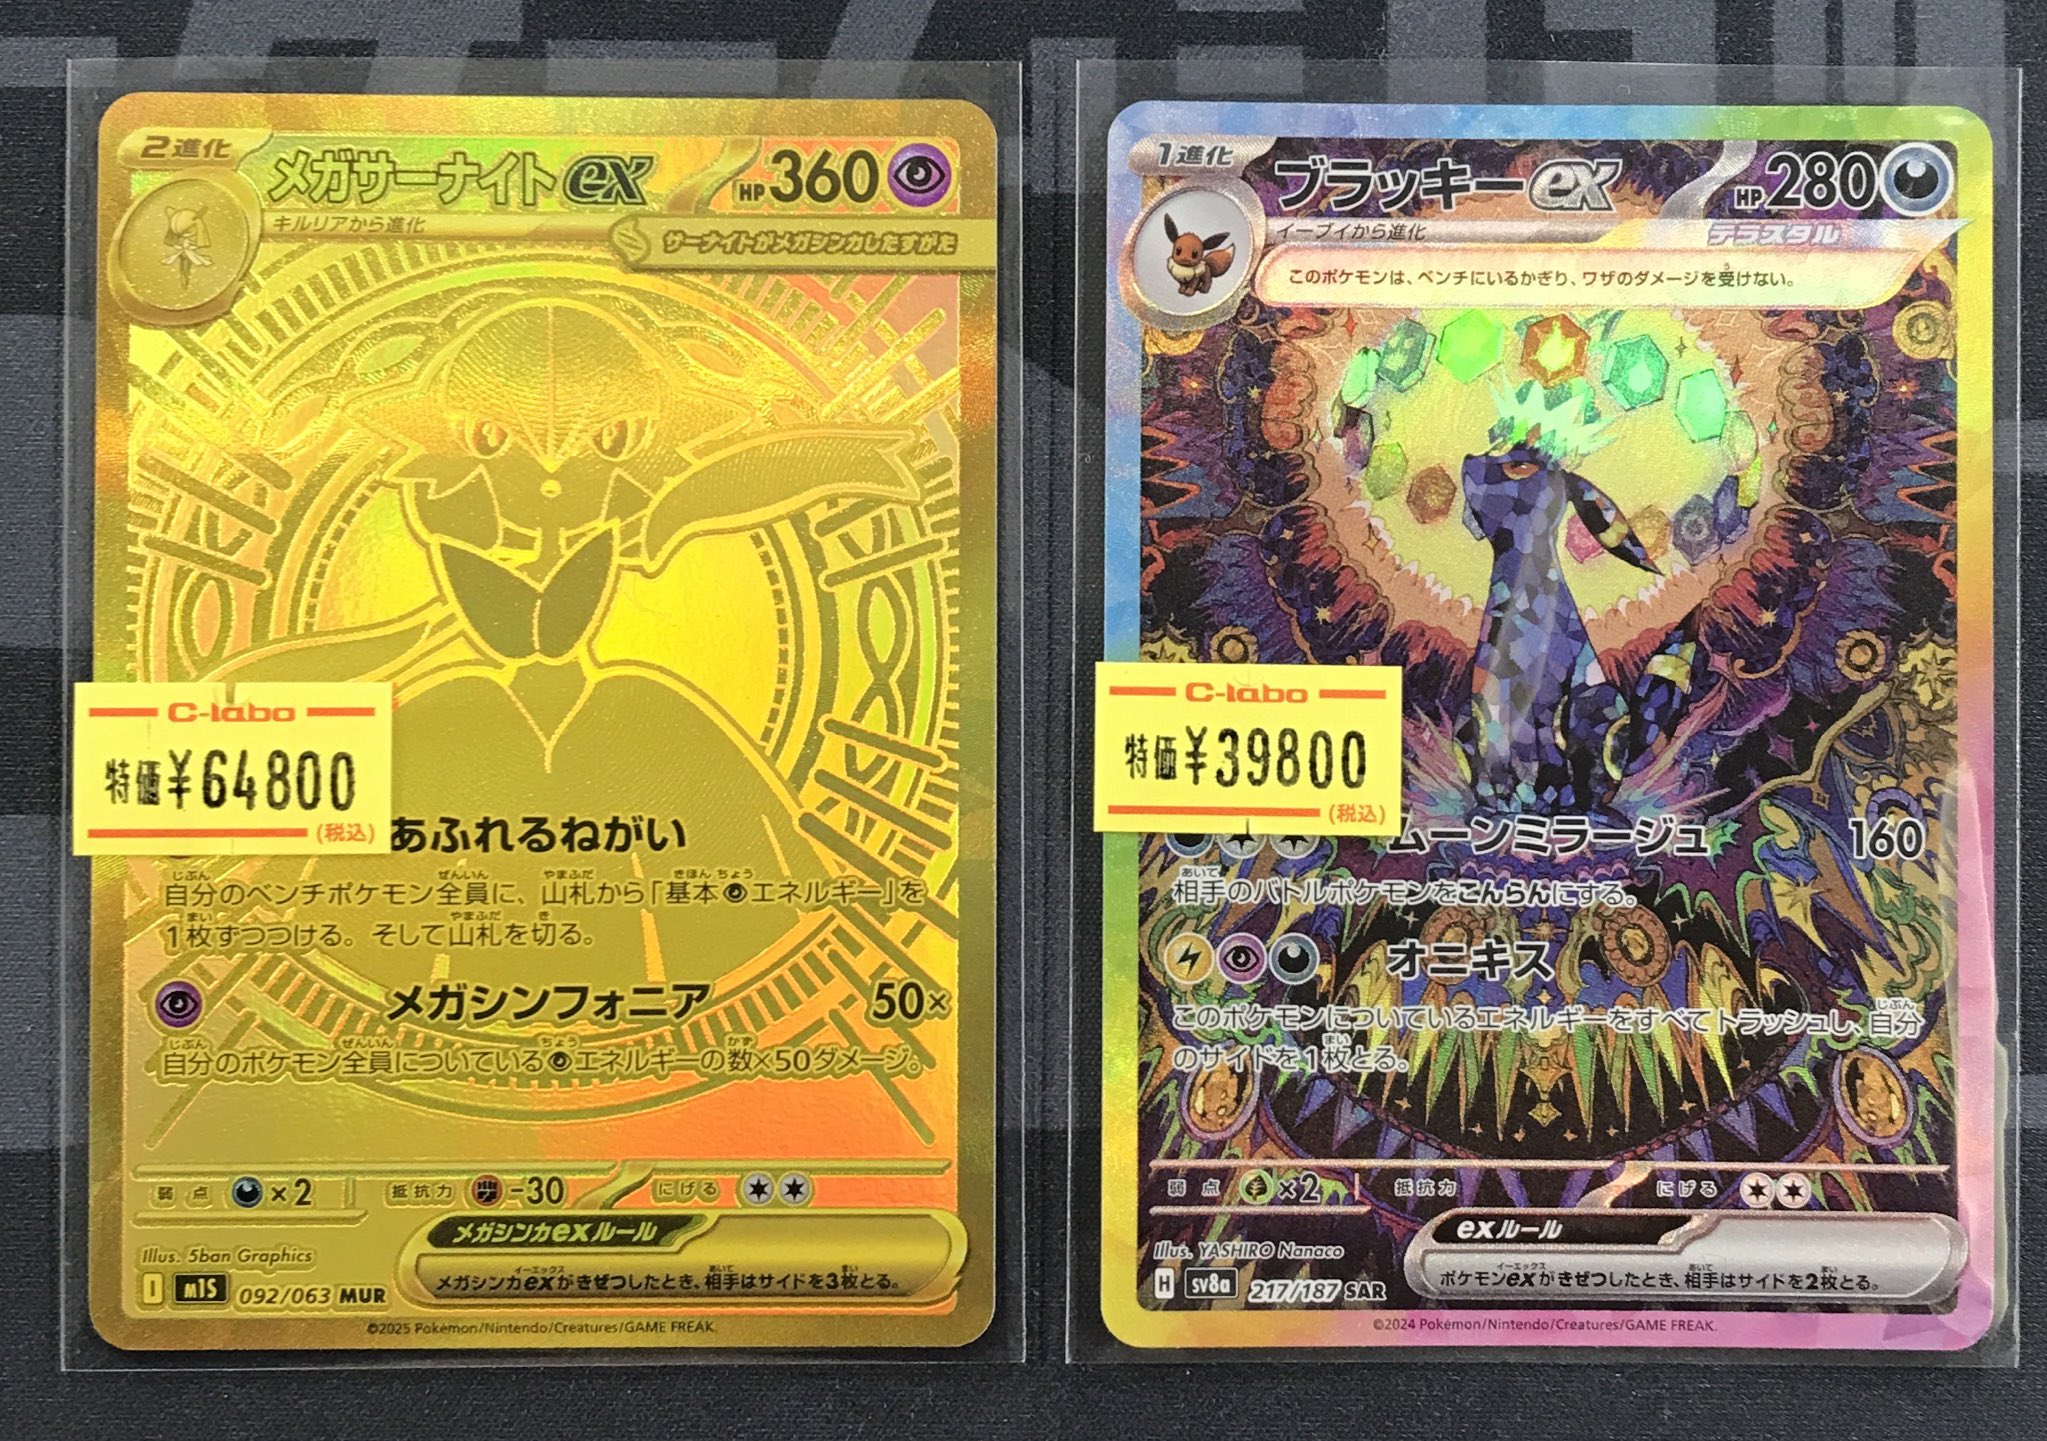 2進化
メガサーナイトex
HP360
キルリアから進化
サーナイトがメガシンカしたすがた
C-labo
特価¥64800
(税込)
あふれるねがい
自分のベンチポケモン全員に、山札から「基本エネルギー」を
1枚ずつつける。そして山札を切る。
メガシンフォニア 50×
自分のポケモン全員についているエネルギーの数×50ダメージ。
弱点 ×2 抵抗力 -30 にげる
メガシンカexルール
メガシンカexがきぜつしたとき、相手はサイドを3枚とる。
Illus. 5ban Graphics
I m1S 092/063 MUR
©2025 Pokémon/Nintendo/Creatures/GAME FREAK.
1進化
ブラッキーex
HP280
イーブイから進化
テラスタル
このポケモンは、ベンチにいるかぎり、ワザのダメージを受けない。
C-labo
特価¥39800
(税込)
ムーンミラージュ 160
相手のバトルポケモンをこんらんにする。
オニキス
このポケモンについているエネルギーをすべてトラッシュし、自分
のサイドを1枚とる。
弱点 ×2 抵抗力 にげる
exルール
ポケモンexがきぜつしたとき、相手はサイドを2枚とる。
Illus. YASHIRO Nanaco
H sv8a 217/187 SAR
©2024 Pokémon/Nintendo/Creatures/GAME FREAK.